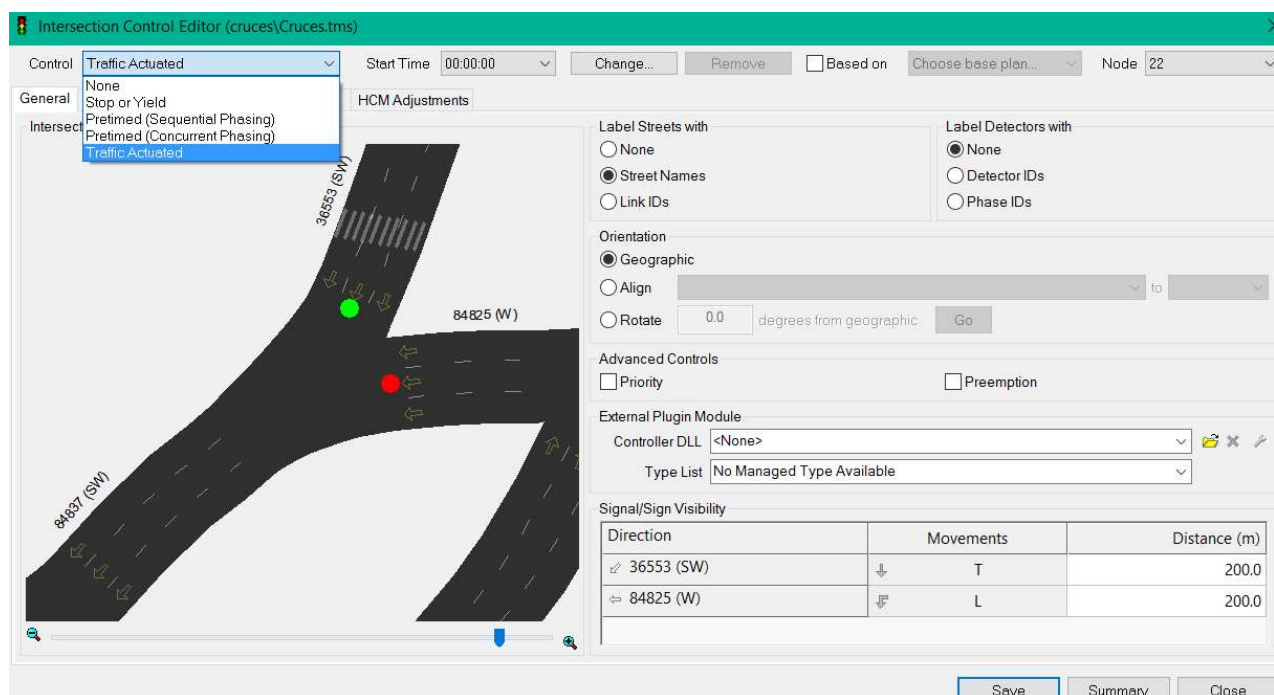 Intersection Control Editor (cruces\Cruces.tms)
Control Traffic Actuated Start Time 00:00:00 Change... Remove Based on Choose base plan... Node 22
None
Stop or Yield
Pretimed (Sequential Phasing)
Pretimed (Concurrent Phasing)
Traffic Actuated
General HCM Adjustments
36553 (SW)
84825 (W)
84837 (SW)
Label Streets with
None
Street Names
Link IDs
Label Detectors with
None
Detector IDs
Phase IDs
Orientation
Geographic
Align to
Rotate 0.0 degrees from geographic Go
Advanced Controls
Priority Preemption
External Plugin Module
Controller DLL <None>
Type List No Managed Type Available
Signal/Sign Visibility
Direction Movements Distance (m)
36553 (SW) T 200.0
84825 (W) L 200.0
Save Summary Close